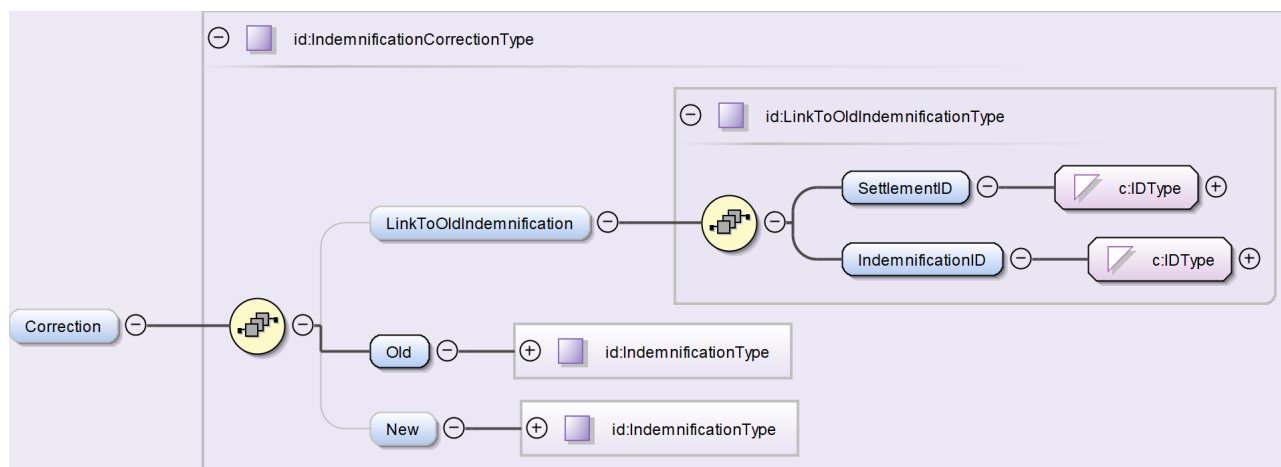 id:IndemnificationCorrectionType
id:LinkToOldIndemnificationType
SettlementID
c:IDType
LinkToOldIndemnification
IndemnificationID
c:IDType
Correction
Old
id:IndemnificationType
New
id:IndemnificationType